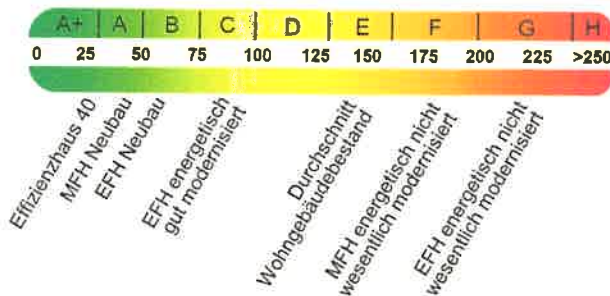 A+ A B C D E F G H
0 25 50 75 100 125 150 175 200 225 >250
Effizienzhaus 40
MFH Neubau
EFH Neubau
EFH energetisch
gut modernisiert
Durchschnitt
Wohngebäudebestand
MFH energetisch nicht
wesentlich modernisiert
EFH energetisch nicht
wesentlich modernisiert